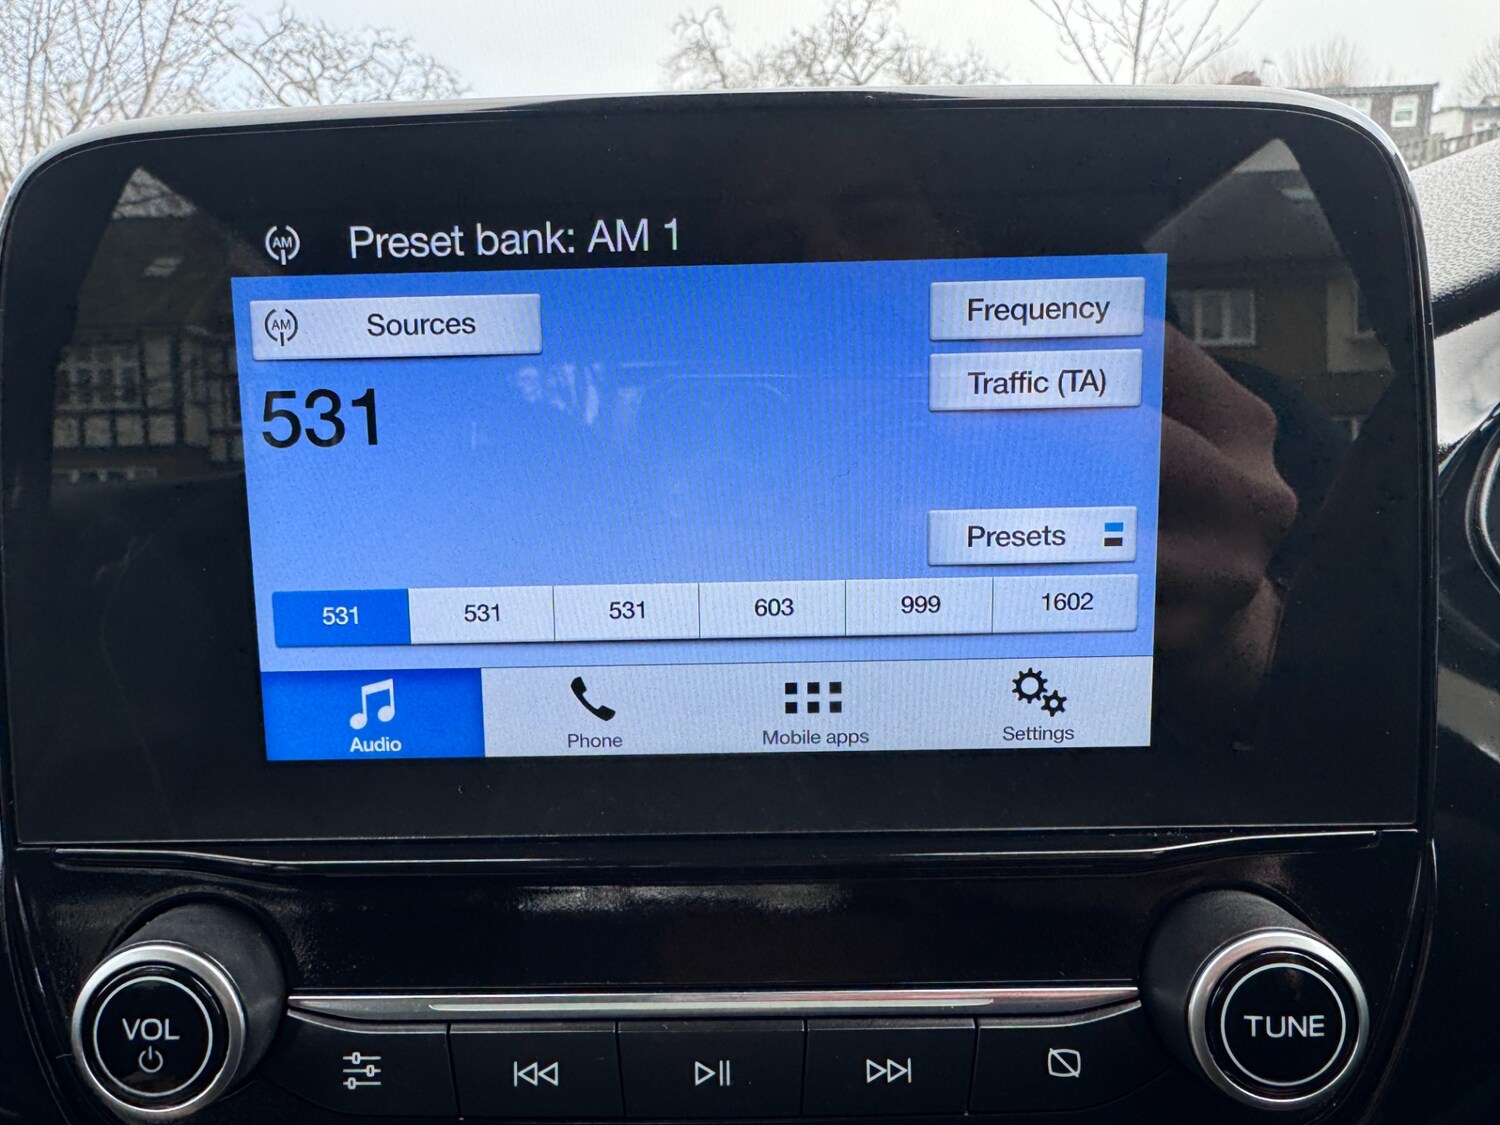 AM Preset bank: AM 1
AM Sources
Frequency
531
Traffic (TA)
Presets
531 531 531 603 999 1602
Audio Phone Mobile apps Settings
VOL
TUNE